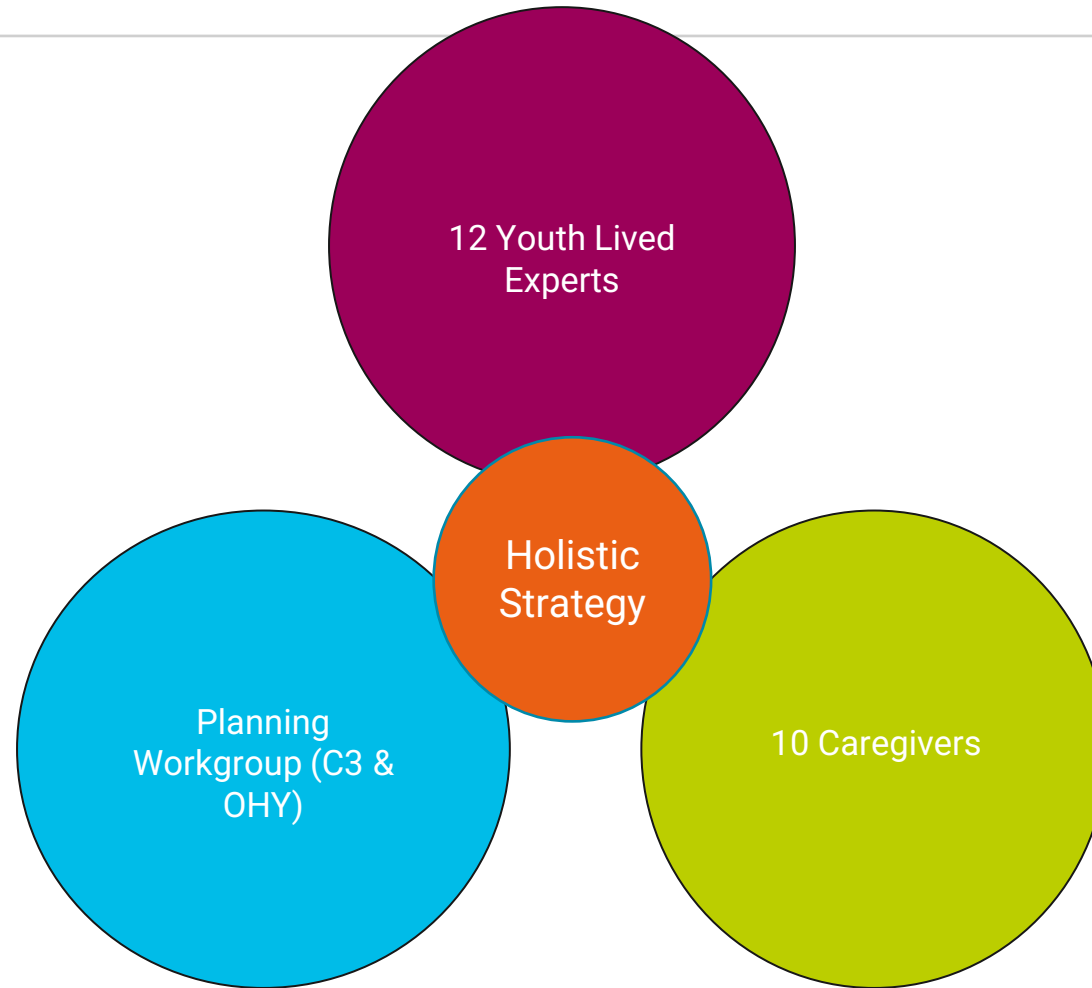 12 Youth Lived
Experts
Holistic
Strategy
Planning
Workgroup (C3 &
OHY)
10 Caregivers